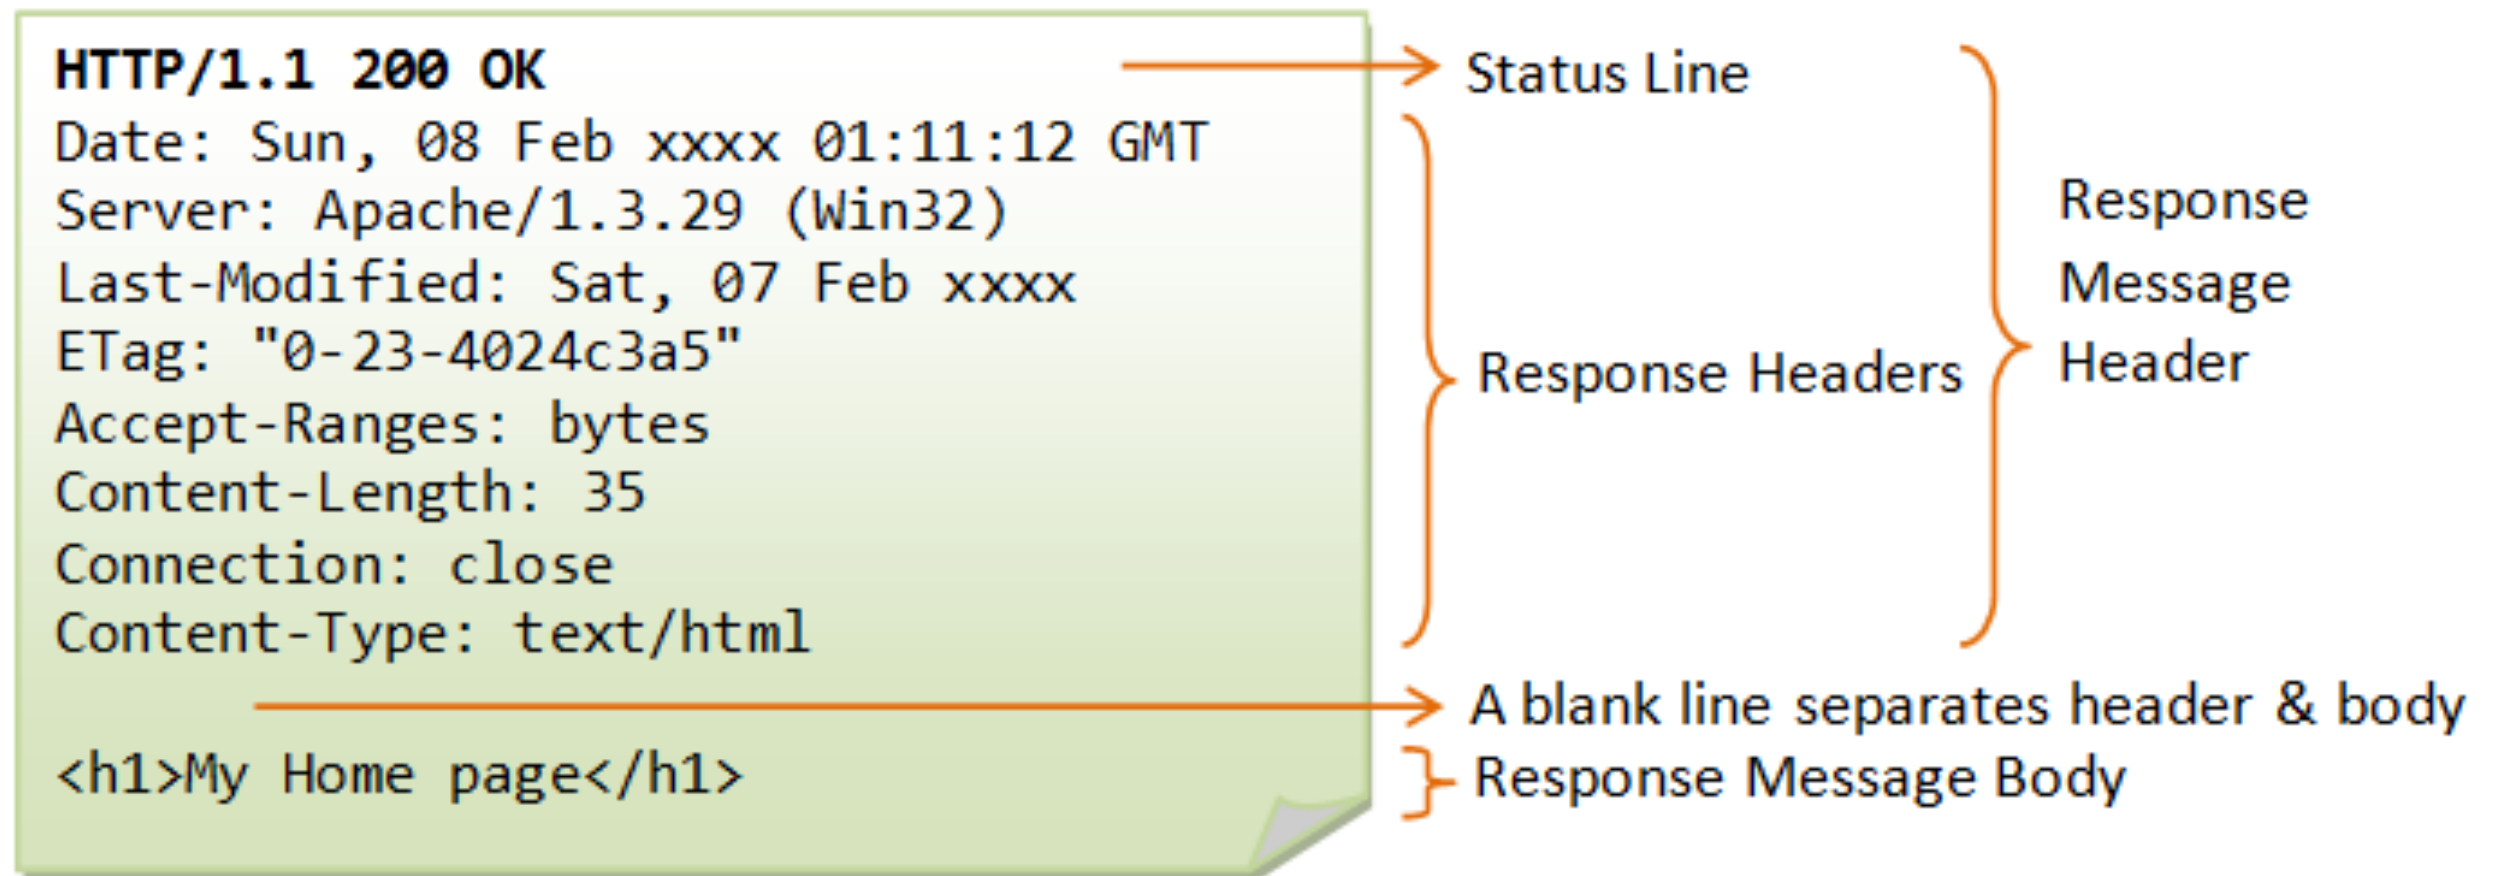 HTTP/1.1 200 OK
Date: Sun, 08 Feb xxxx 01:11:12 GMT
Server: Apache/1.3.29 (Win32)
Last-Modified: Sat, 07 Feb xxxx
ETag: "0-23-4024c3a5"
Accept-Ranges: bytes
Content-Length: 35
Connection: close
Content-Type: text/html
<h1>My Home page</h1>
Status Line
Response Headers
Response
Message
Header
A blank line separates header & body
Response Message Body